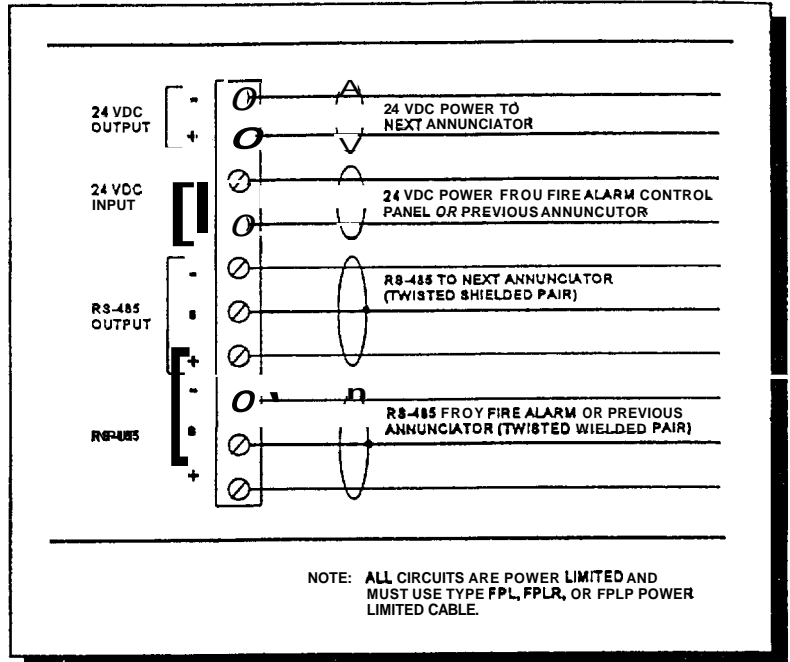 24 VDC
OUTPUT
-
+
24 VDC POWER TO
NEXT ANNUNCIATOR
24 VDC
INPUT
24 VDC POWER FROU FIRE ALARM CONTROL
PANEL OR PREVIOUS ANNUNCUTOR
-
RS-485 TO NEXT ANNUNCIATOR
(TWISTED SHIELDED PAIR)
RS-485
OUTPUT
S
+
-
RS-485 FROY FIRE ALARM OR PREVIOUS
ANNUNCIATOR (TWISTED WIELDED PAIR)
S
+
NOTE: ALL CIRCUITS ARE POWER LIMITED AND
MUST USE TYPE FPL, FPLR, OR FPLP POWER
LIMITED CABLE.